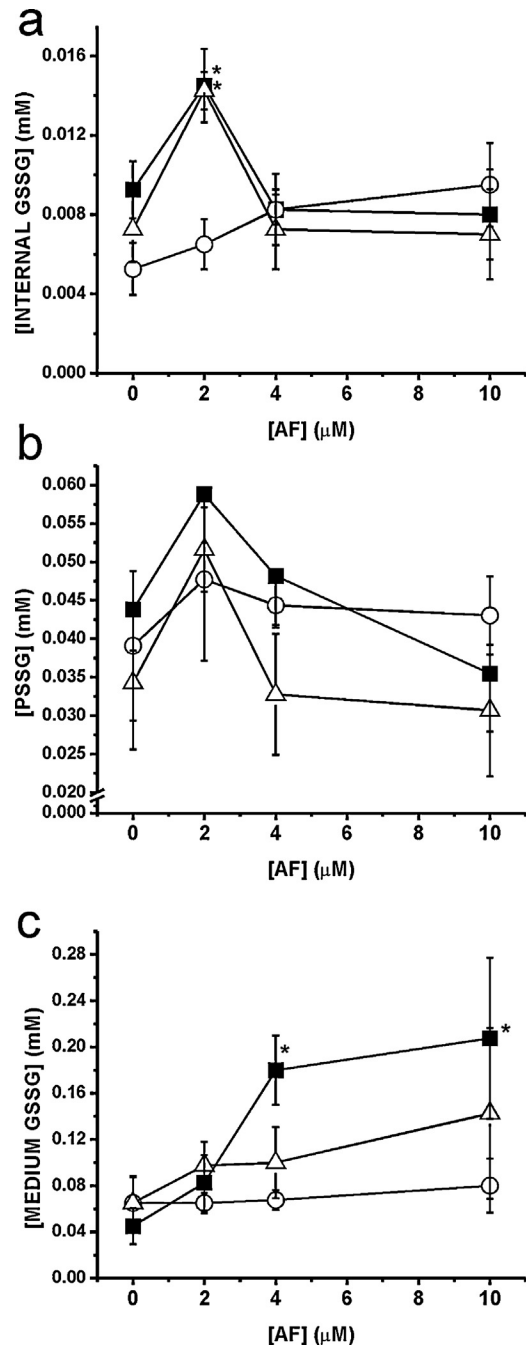 a
[INTERNAL GSSG] (mM)
0.016
0.012
0.008
0.004
0.000
*
*
0 2 4 6 8 10
[AF] (μM)
b
[PSSG] (mM)
0.060
0.055
0.050
0.045
0.040
0.035
0.030
0.025
0.020
0.000
0 2 4 6 8 10
[AF] (μM)
c
[MEDIUM GSSG] (mM)
0.28
0.24
0.20
0.16
0.12
0.08
0.04
0.00
*
*
0 2 4 6 8 10
[AF] (μM)